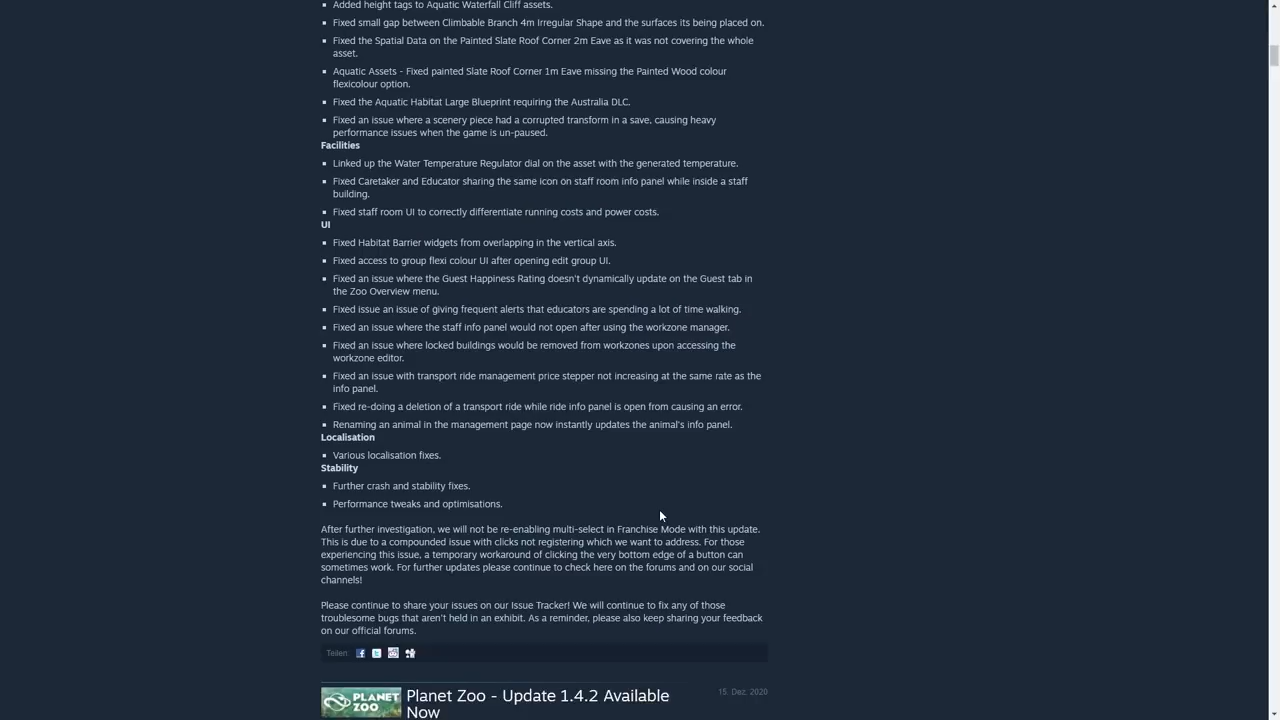 Added height tags to Aquatic Waterfall Cliff assets.
Fixed small gap between Climbable Branch 4m Irregular Shape and the surfaces its being placed on.
Fixed the Spatial Data on the Painted Slate Roof Corner 2m Eave as it was not covering the whole
asset.
Aquatic Assets - Fixed painted Slate Roof Corner 1m Eave missing the Painted Wood colour
flexicolour option.
Fixed the Aquatic Habitat Large Blueprint requiring the Australia DLC.
Fixed an issue where a scenery piece had a corrupted transform in a save, causing heavy
performance issues when the game is un-paused.
Facilities
Linked up the Water Temperature Regulator dial on the asset with the generated temperature.
Fixed Caretaker and Educator sharing the same icon on staff room info panel while inside a staff
building.
Fixed staff room UI to correctly differentiate running costs and power costs.
UI
Fixed Habitat Barrier widgets from overlapping in the vertical axis.
Fixed access to group flexi colour UI after opening edit group UI.
Fixed an issue where the Guest Happiness Rating doesn't dynamically update on the Guest tab in
the Zoo Overview menu.
Fixed issue an issue of giving frequent alerts that educators are spending a lot of time walking.
Fixed an issue where the staff info panel would not open after using the workzone manager.
Fixed an issue where locked buildings would be removed from workzones upon accessing the
workzone editor.
Fixed an issue with transport ride management price stepper not increasing at the same rate as the
info panel.
Fixed re-doing a deletion of a transport ride while ride info panel is open from causing an error.
Renaming an animal in the management page now instantly updates the animal's info panel.
Localisation
Various localisation fixes.
Stability
Further crash and stability fixes.
Performance tweaks and optimisations.
After further investigation, we will not be re-enabling multi-select in Franchise Mode with this update.
This is due to a compounded issue with clicks not registering which we want to address. For those
experiencing this issue, a temporary workaround of clicking the very bottom edge of a button can
sometimes work. For further updates please continue to check here on the forums and on our social
channels!
Please continue to share your issues on our Issue Tracker! We will continue to fix any of those
troublesome bugs that aren't held in an exhibit. As a reminder, please also keep sharing your feedback
on our official forums.
Teilen:
PLANET
ZOO
Planet Zoo - Update 1.4.2 Available
Now
15. Dez. 2020